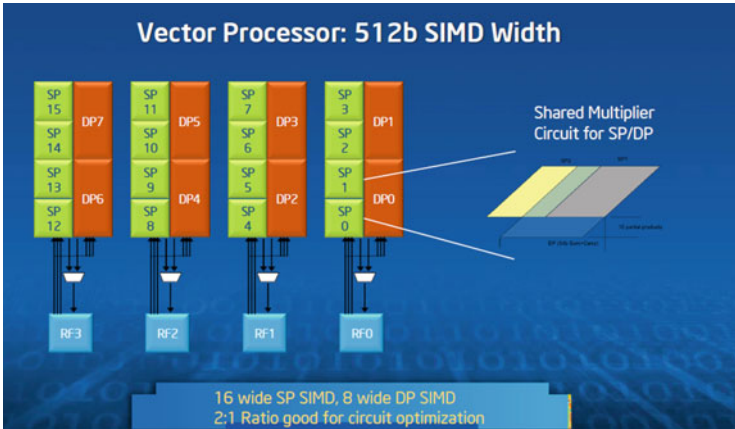 Vector Processor: 512b SIMD Width
SP
15
SP
14
SP
13
SP
12
DP7
DP6
SP
11
SP
10
SP
9
SP
8
DP5
DP4
SP
7
SP
6
SP
5
SP
4
DP3
DP2
SP
3
SP
2
SP
1
SP
0
DP1
DP0
Shared Multiplier
Circuit for SP/DP
RF3
RF2
RF1
RF0
16 wide SP SIMD, 8 wide DP SIMD
2:1 Ratio good for circuit optimization